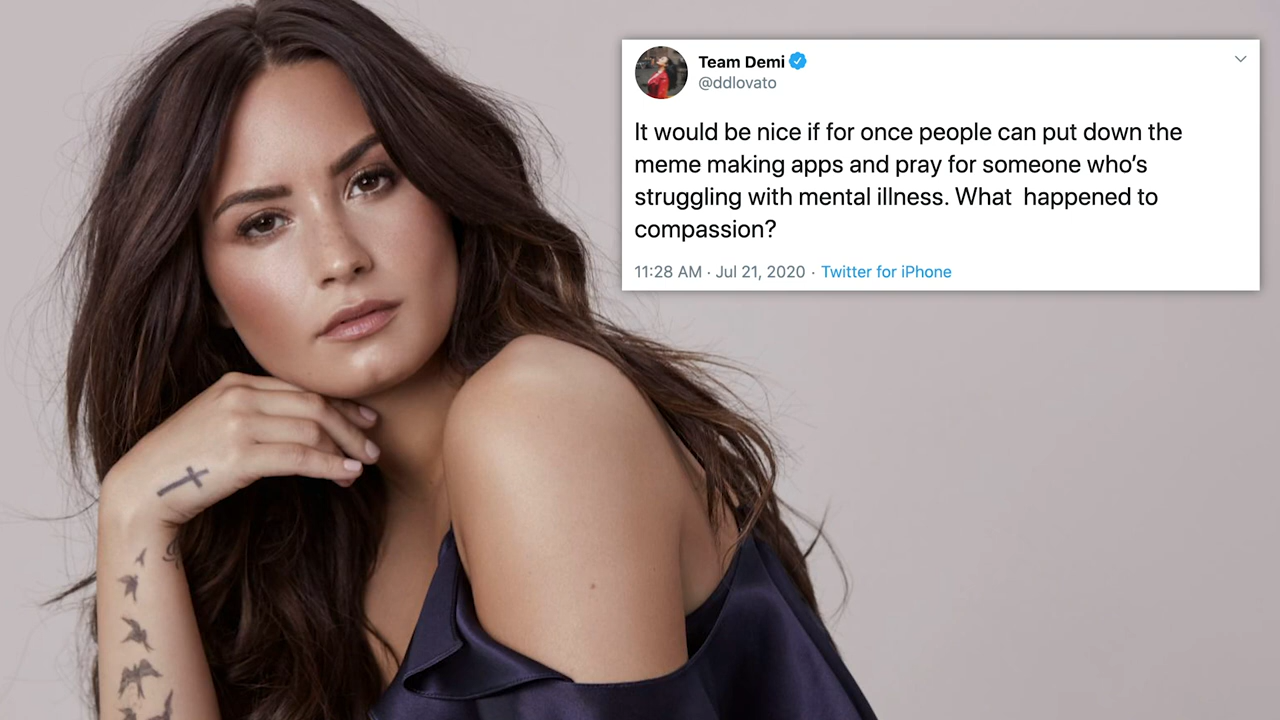 Team Demi
@ddlovato
It would be nice if for once people can put down the
meme making apps and pray for someone who’s
struggling with mental illness. What  happened to
compassion?
11:28 AM · Jul 21, 2020 · Twitter for iPhone